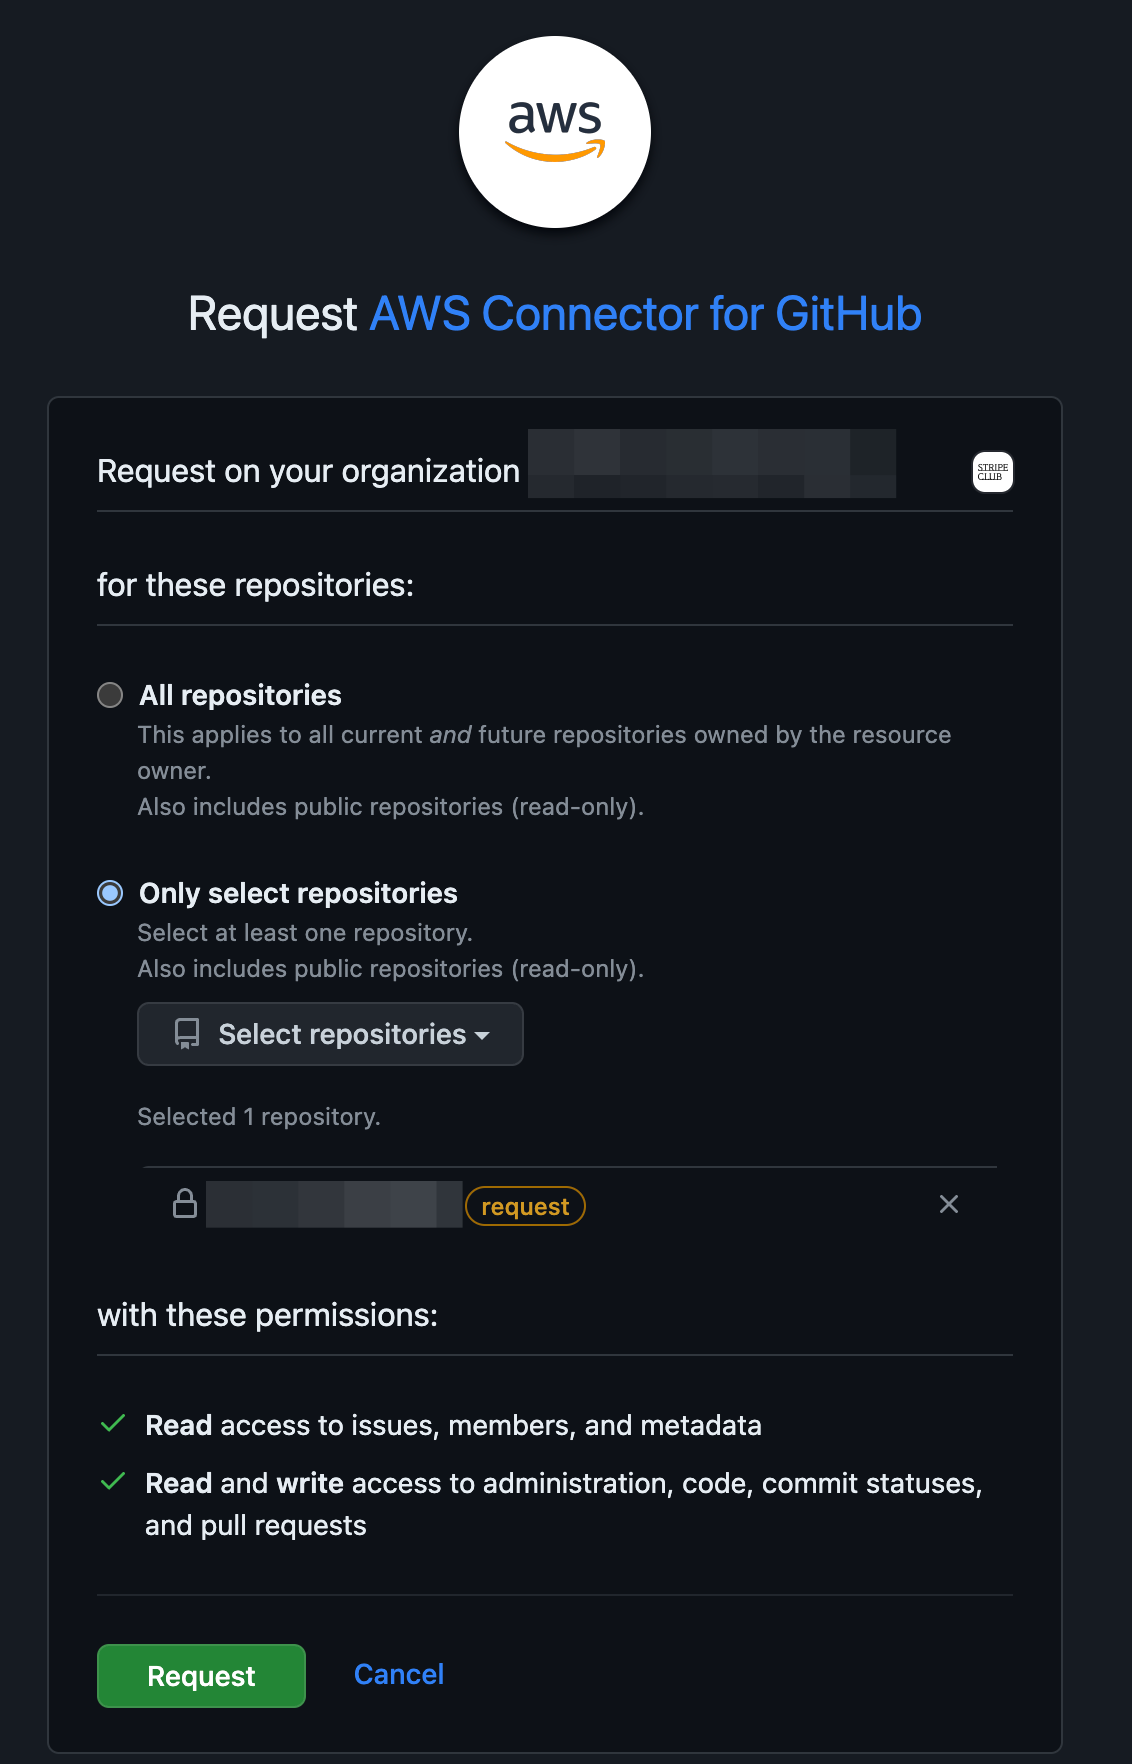 aws
Request AWS Connector for GitHub
Request on your organization
STRIPE
CLUB
for these repositories:
All repositories
This applies to all current and future repositories owned by the resource
owner.
Also includes public repositories (read-only).
Only select repositories
Select at least one repository.
Also includes public repositories (read-only).
Select repositories
Selected 1 repository.
request
with these permissions:
Read access to issues, members, and metadata
Read and write access to administration, code, commit statuses,
and pull requests
Request
Cancel